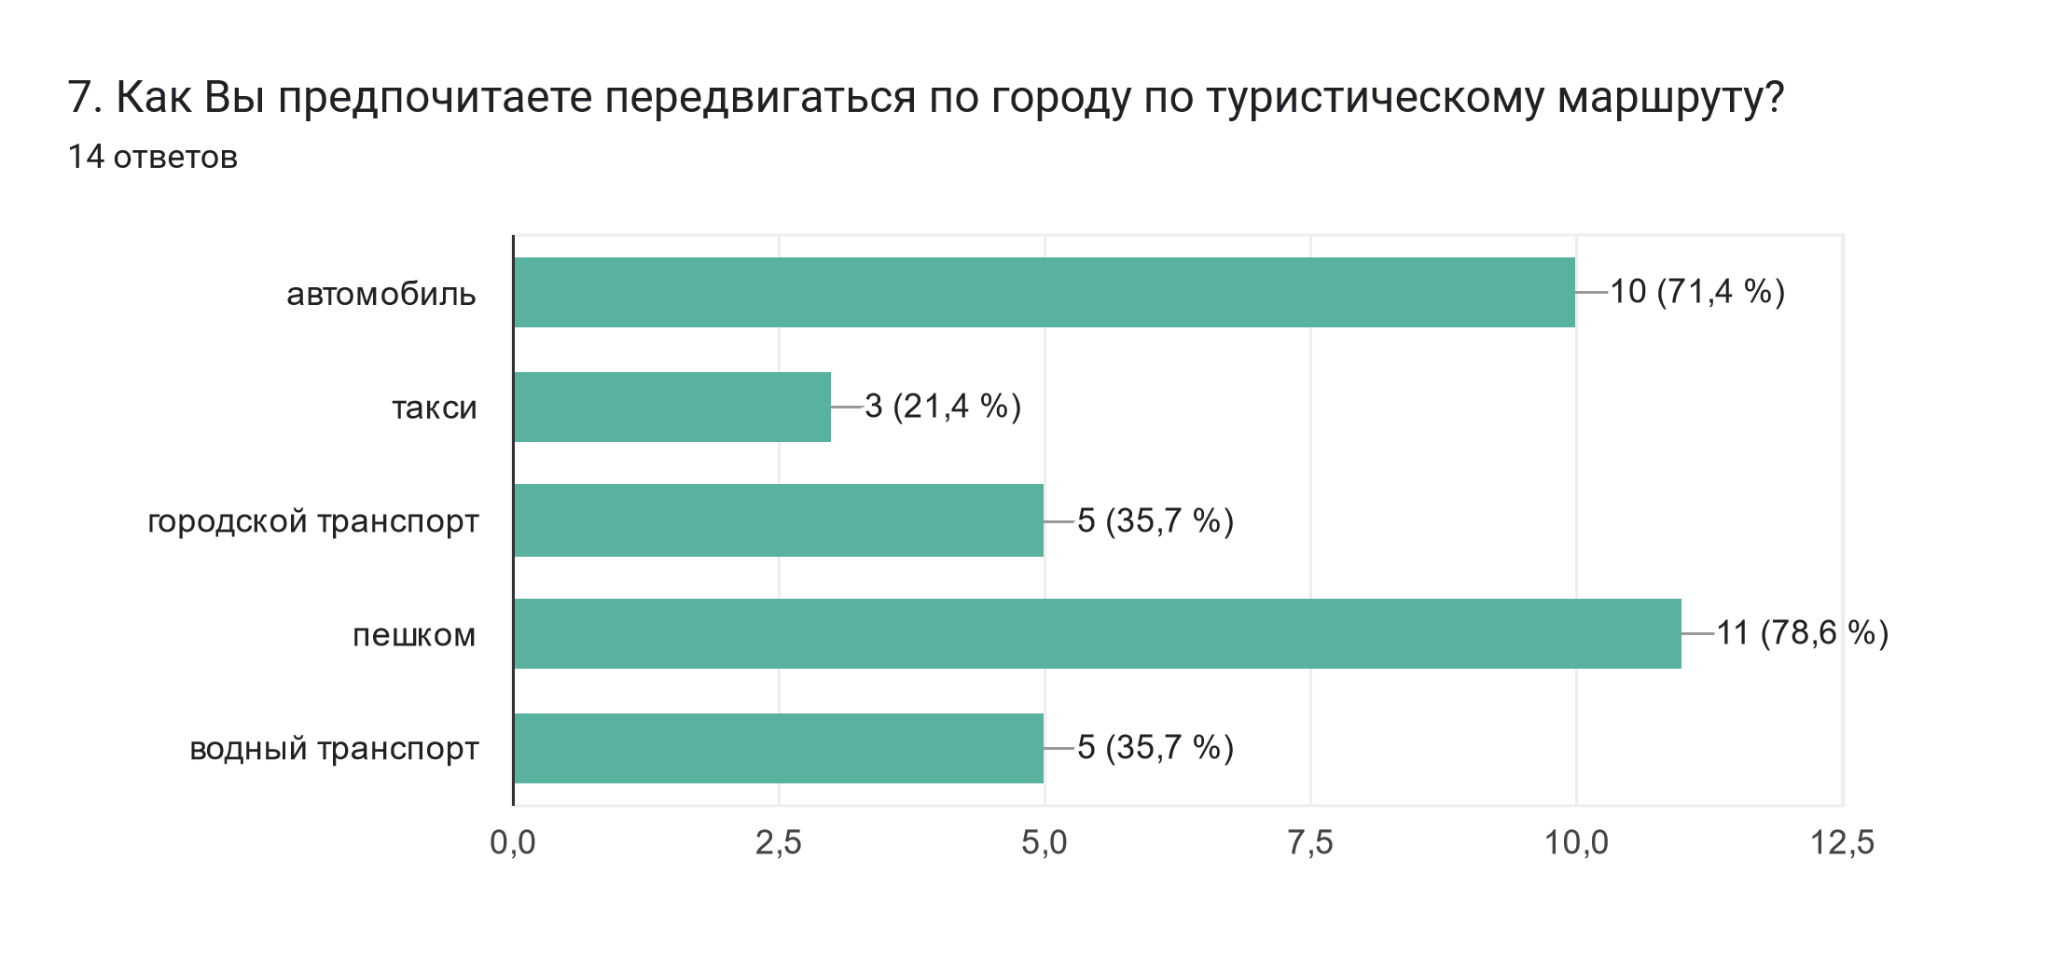 7. Как Вы предпочитаете передвигаться по городу по туристическому маршруту?
14 ответов
автомобиль
10 (71,4 %)
такси
3 (21,4 %)
городской транспорт
5 (35,7 %)
пешком
11 (78,6 %)
водный транспорт
5 (35,7 %)
0,0 2,5 5,0 7,5 10,0 12,5